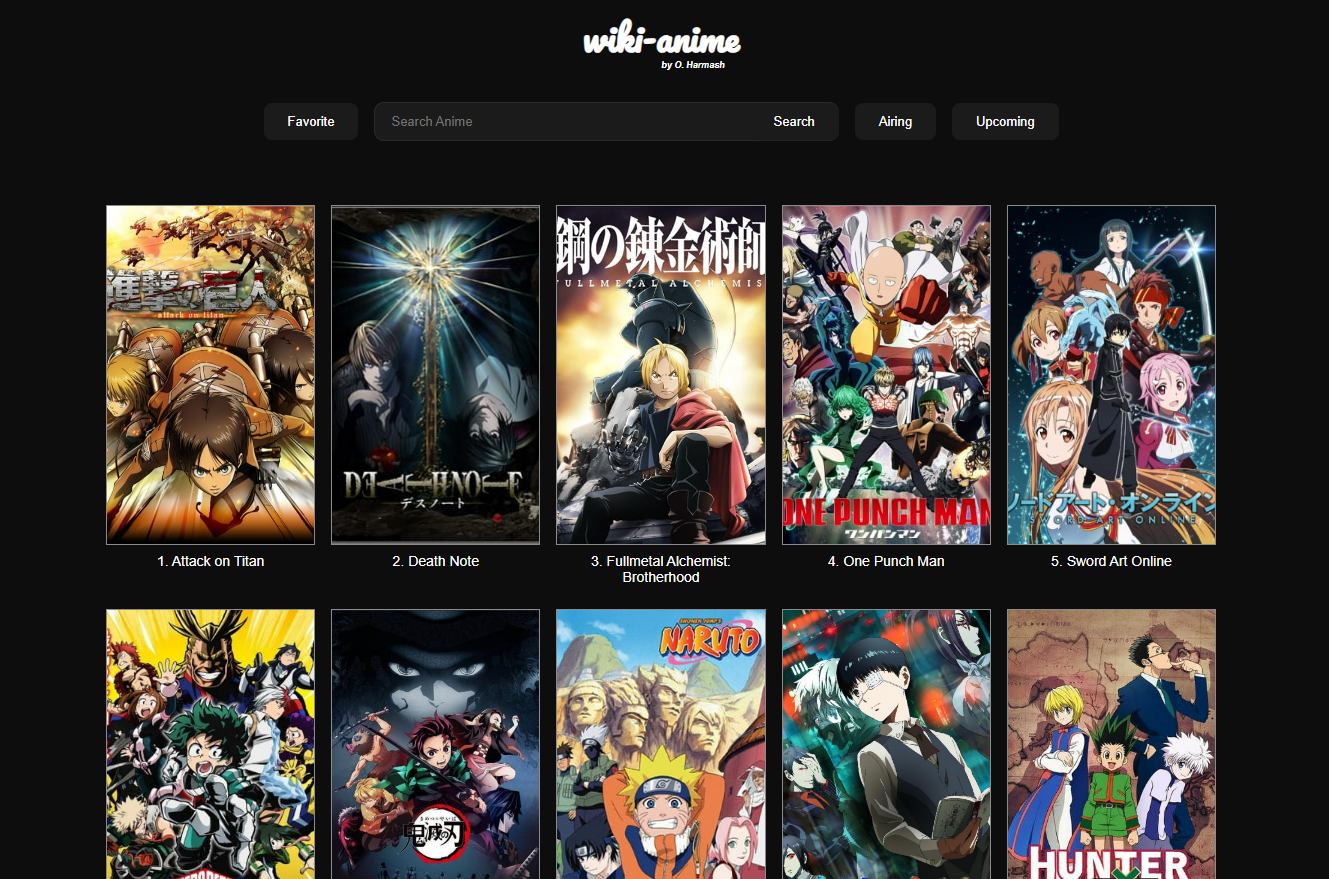 wiki-anime
by O. Harmash
Favorite
Search Anime
Search
Airing
Upcoming
進撃の巨人
attack on titan
DEATHNOTE
デスノート
鋼の錬金術師
FULLMETAL ALCHEMIS
ONE PUNCH MAN
ワンパンマン
ソードアート・オンライン
SWORD ART ONLINE
1. Attack on Titan
2. Death Note
3. Fullmetal Alchemist:
Brotherhood
4. One Punch Man
5. Sword Art Online
鬼滅の刃
SHONEN JUMP'S
NARUTO
HUNTER